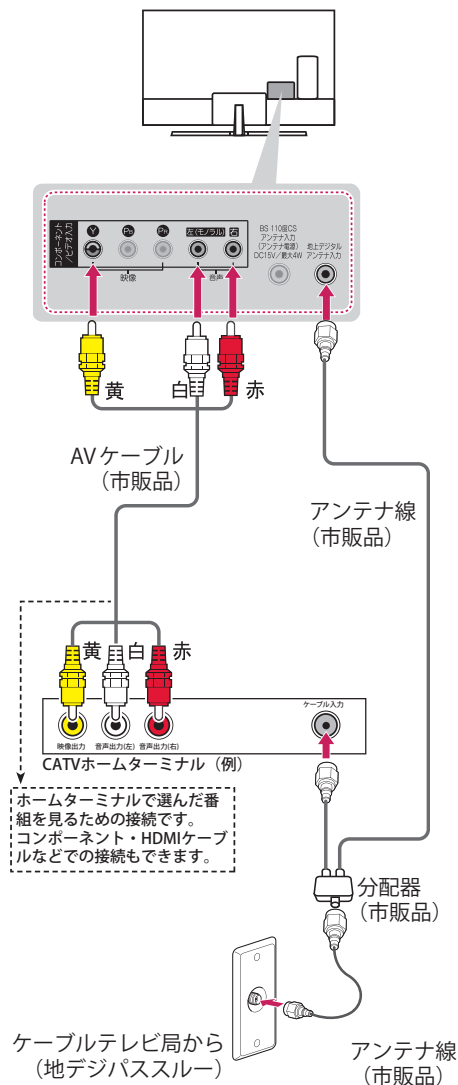 コンポーネント
/ビデオ入力
Y
PB
PR
左(モノラル)
右
映像
音声
BS 110度CS
アンテナ入力
(アンテナ電源)
DC15V/最大4W
地上デジタル
アンテナ入力
黄
白
赤
AVケーブル
(市販品)
アンテナ線
(市販品)
黄
白
赤
映像出力
音声出力(左)
音声出力(右)
ケーブル入力
CATVホームターミナル(例)
ホームターミナルで選んだ番
組を見るための接続です。
コンポーネント・HDMIケーブ
ルなどでの接続もできます。
分配器
(市販品)
ケーブルテレビ局から
(地デジパススルー)
アンテナ線
(市販品)